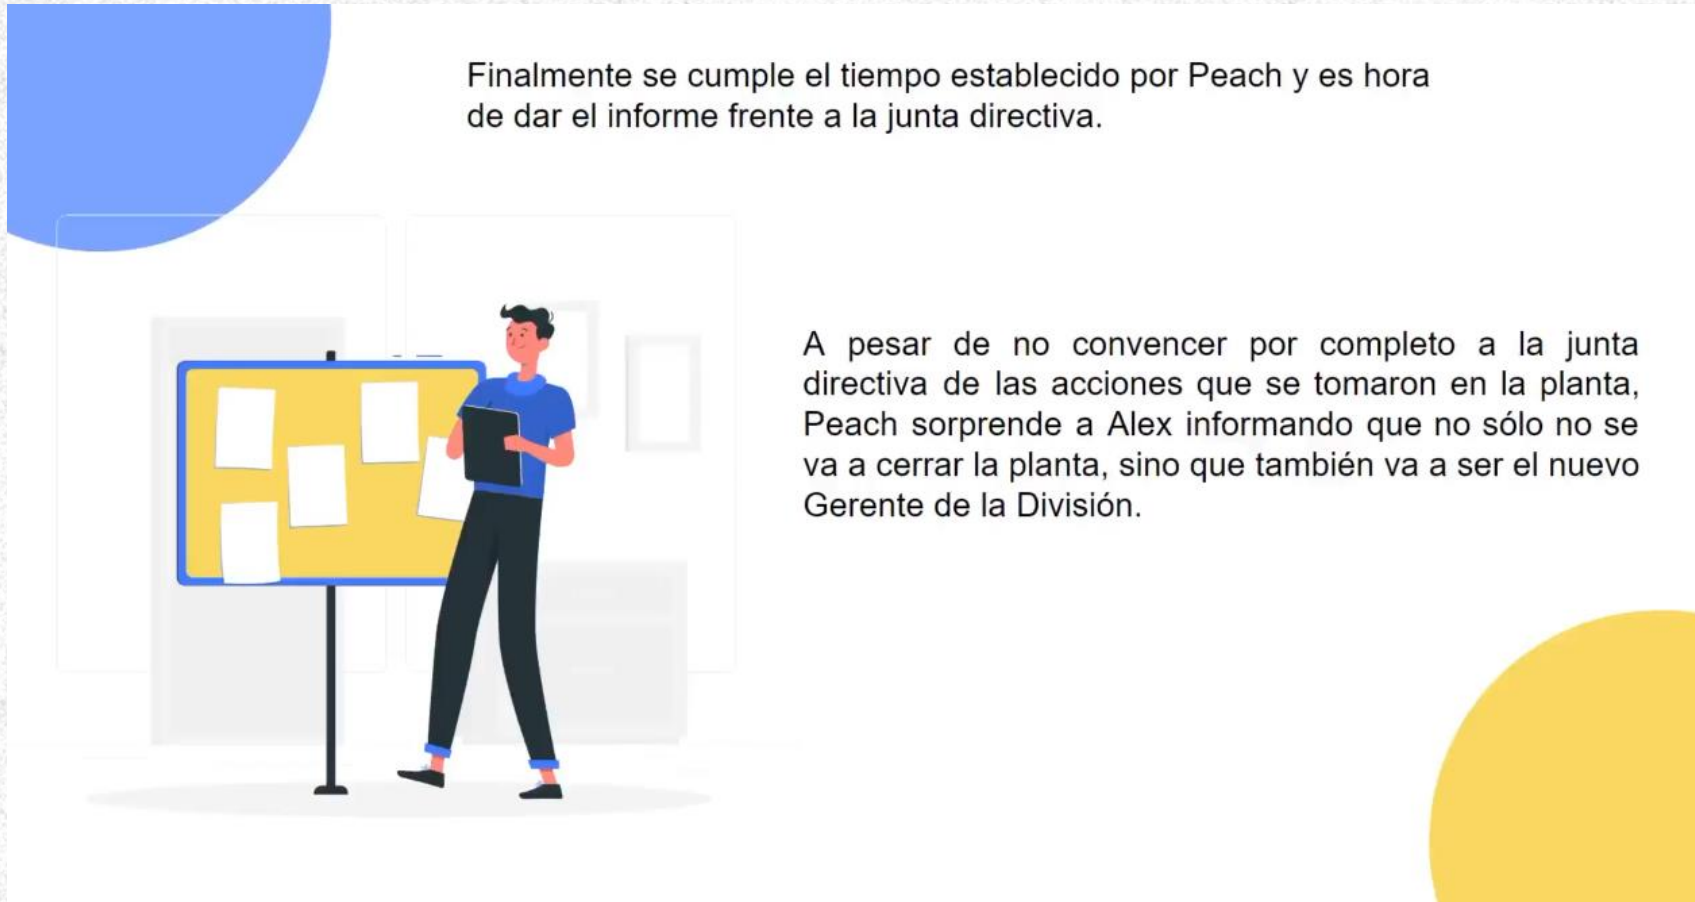 Finalmente se cumple el tiempo establecido por Peach y es hora
de dar el informe frente a la junta directiva.
A pesar de no convencer por completo a la junta
directiva de las acciones que se tomaron en la planta,
Peach sorprende a Alex informando que no sólo no se
va a cerrar la planta, sino que también va a ser el nuevo
Gerente de la División.